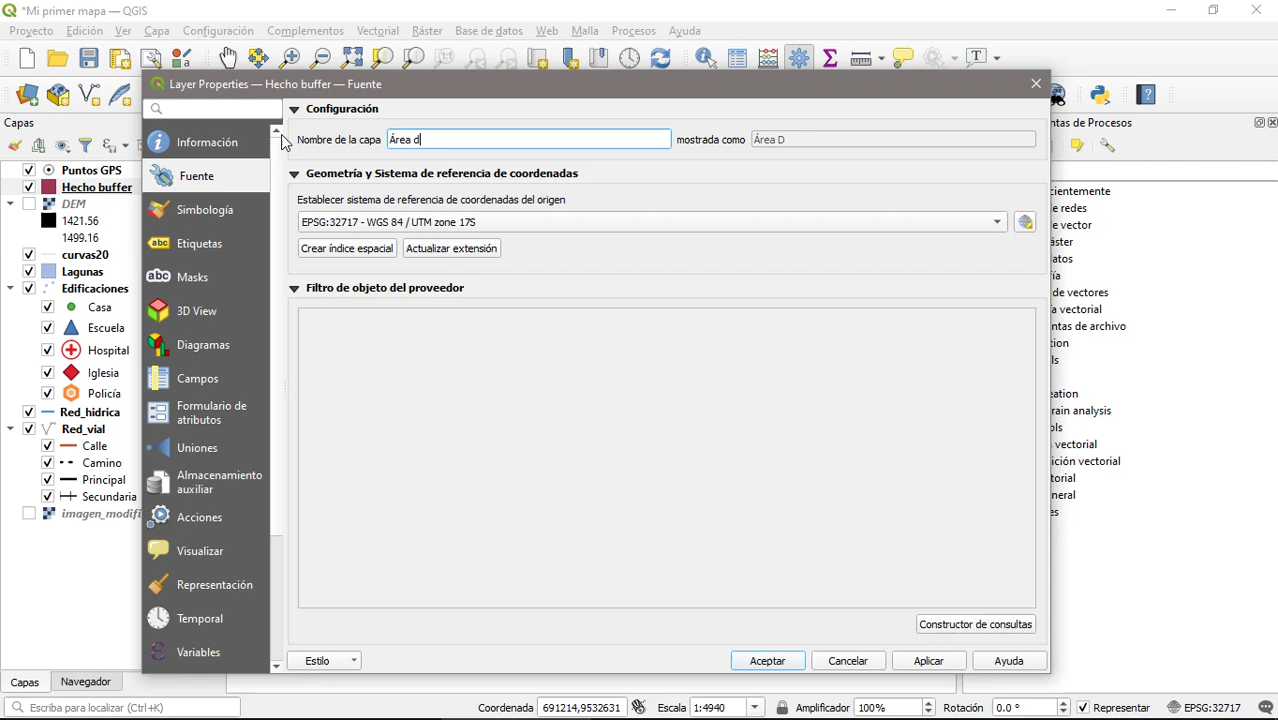 *Mi primer mapa — QGIS
Proyecto Edición Ver Capa Configuración Complementos Vectorial Ráster Base de datos Web Malla Procesos Ayuda
Layer Properties — Hecho buffer — Fuente
Capas
Puntos GPS
Hecho buffer
DEM
1421.56
1499.16
curvas20
Lagunas
Edificaciones
Casa
Escuela
Hospital
Iglesia
Policía
Red_hidrica
Red_vial
Calle
Camino
Principal
Secundaria
imagen_modifi
Información
Fuente
Simbología
abc Etiquetas
abc Masks
3D View
Diagramas
Campos
Formulario de
atributos
Uniones
Almacenamiento
auxiliar
Acciones
Visualizar
Representación
Temporal
Variables
Configuración
Nombre de la capa Área d mostrada como Área D
Geometría y Sistema de referencia de coordenadas
Establecer sistema de referencia de coordenadas del origen
EPSG:32717 - WGS 84 / UTM zone 17S
Crear índice espacial Actualizar extensión
Filtro de objeto del proveedor
Constructor de consultas
Estilo Aceptar Cancelar Aplicar Ayuda
ntas de Procesos
cientemente
e redes
e vector
áster
atos
ía
de vectores
a vectorial
ntas de archivo
tion
ls
eation
rain analysis
ols
vectorial
ición vectorial
torial
neral
es
Capas Navegador
Escriba para localizar (Ctrl+K) Coordenada 691214,9532631 Escala 1:4940 Amplificador 100% Rotación 0.0 ° Representar EPSG:32717